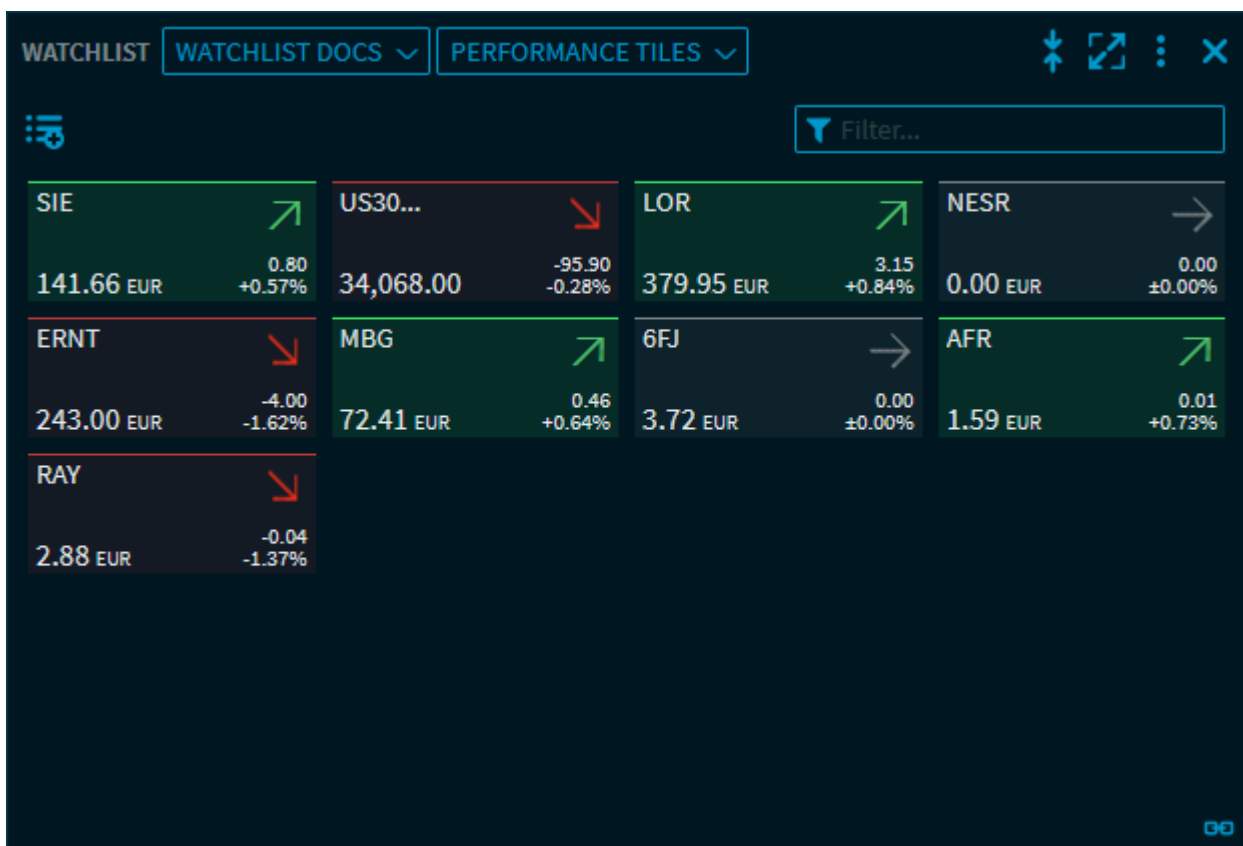 WATCHLIST WATCHLIST DOCS PERFORMANCE TILES
Filter...
SIE
0.80
141.66 EUR +0.57%
US30...
-95.90
34,068.00 -0.28%
LOR
3.15
379.95 EUR +0.84%
NESR
0.00
0.00 EUR ±0.00%
ERNT
-4.00
243.00 EUR -1.62%
MBG
0.46
72.41 EUR +0.64%
6FJ
0.00
3.72 EUR ±0.00%
AFR
0.01
1.59 EUR +0.73%
RAY
-0.04
2.88 EUR -1.37%